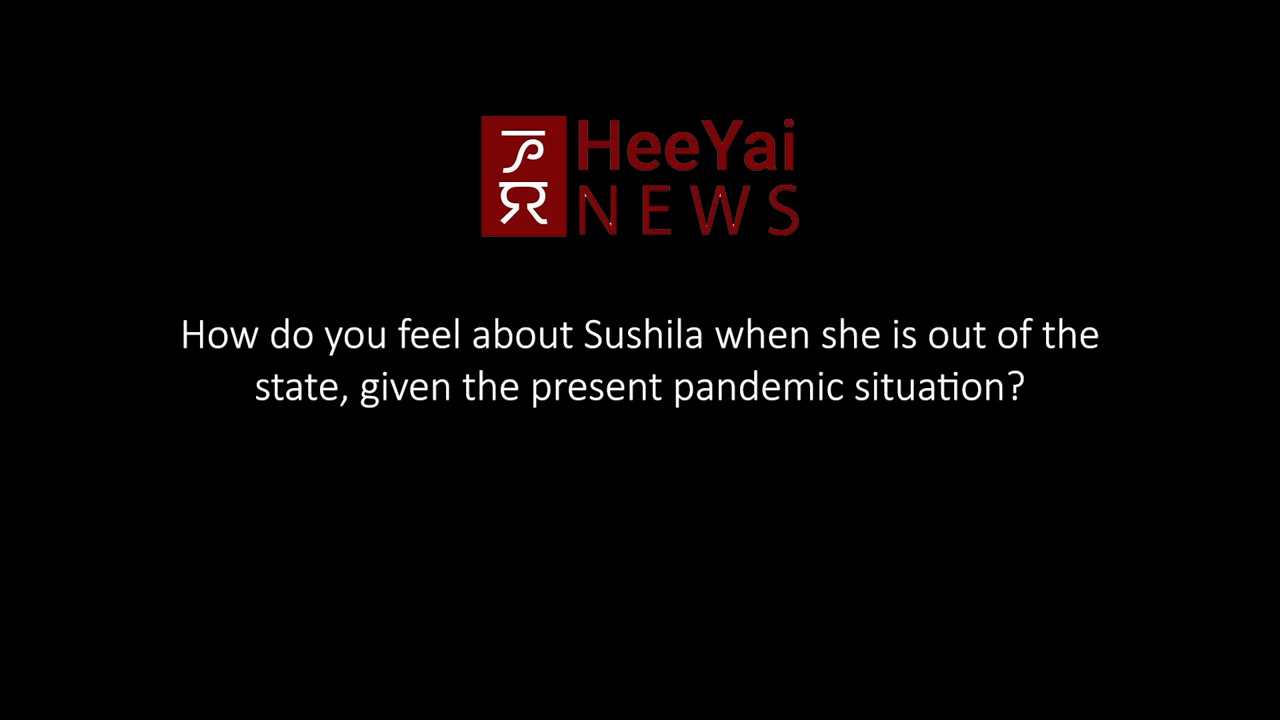 HeeYai
NEWS
How do you feel about Sushila when she is out of the
state, given the present pandemic situation?